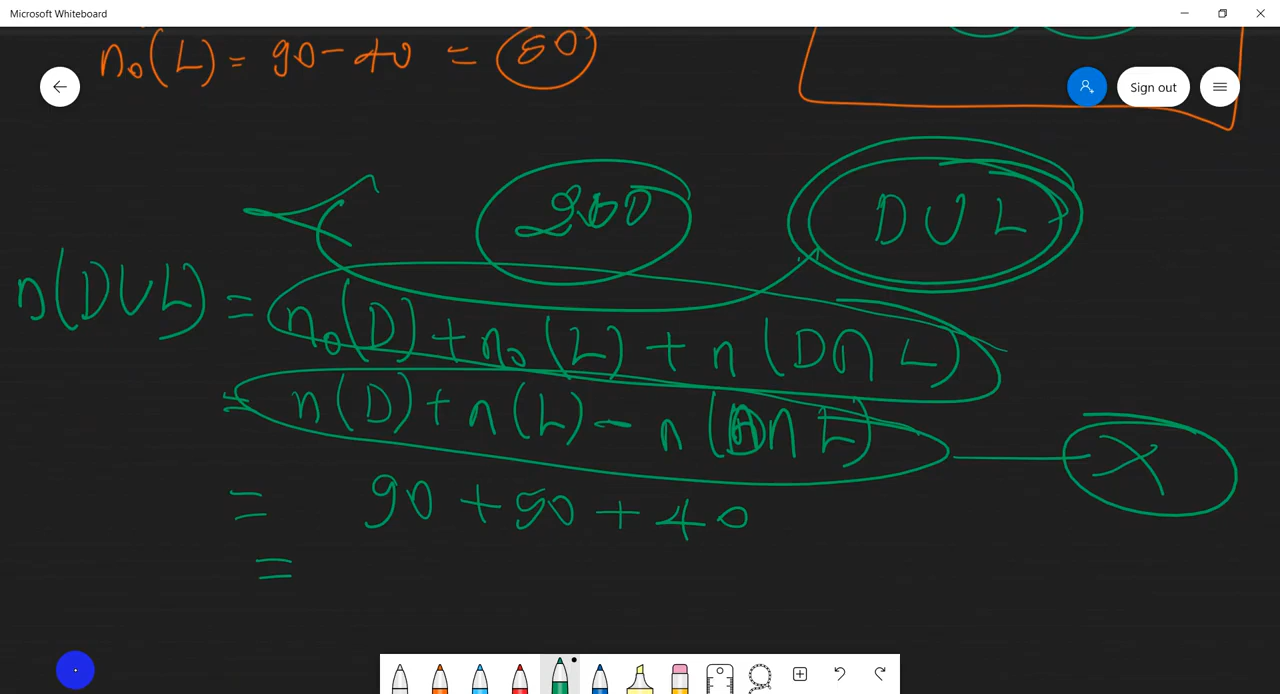 Microsoft Whiteboard
n₀(L) = 90 - 40 = 50
Sign out
200
D U L
n(D U L) = n₀(D) + n₀(L) + n(D ∩ L)
= n(D) + n(L) - n(D ∩ L)
X
= 90 + 50 + 40
=